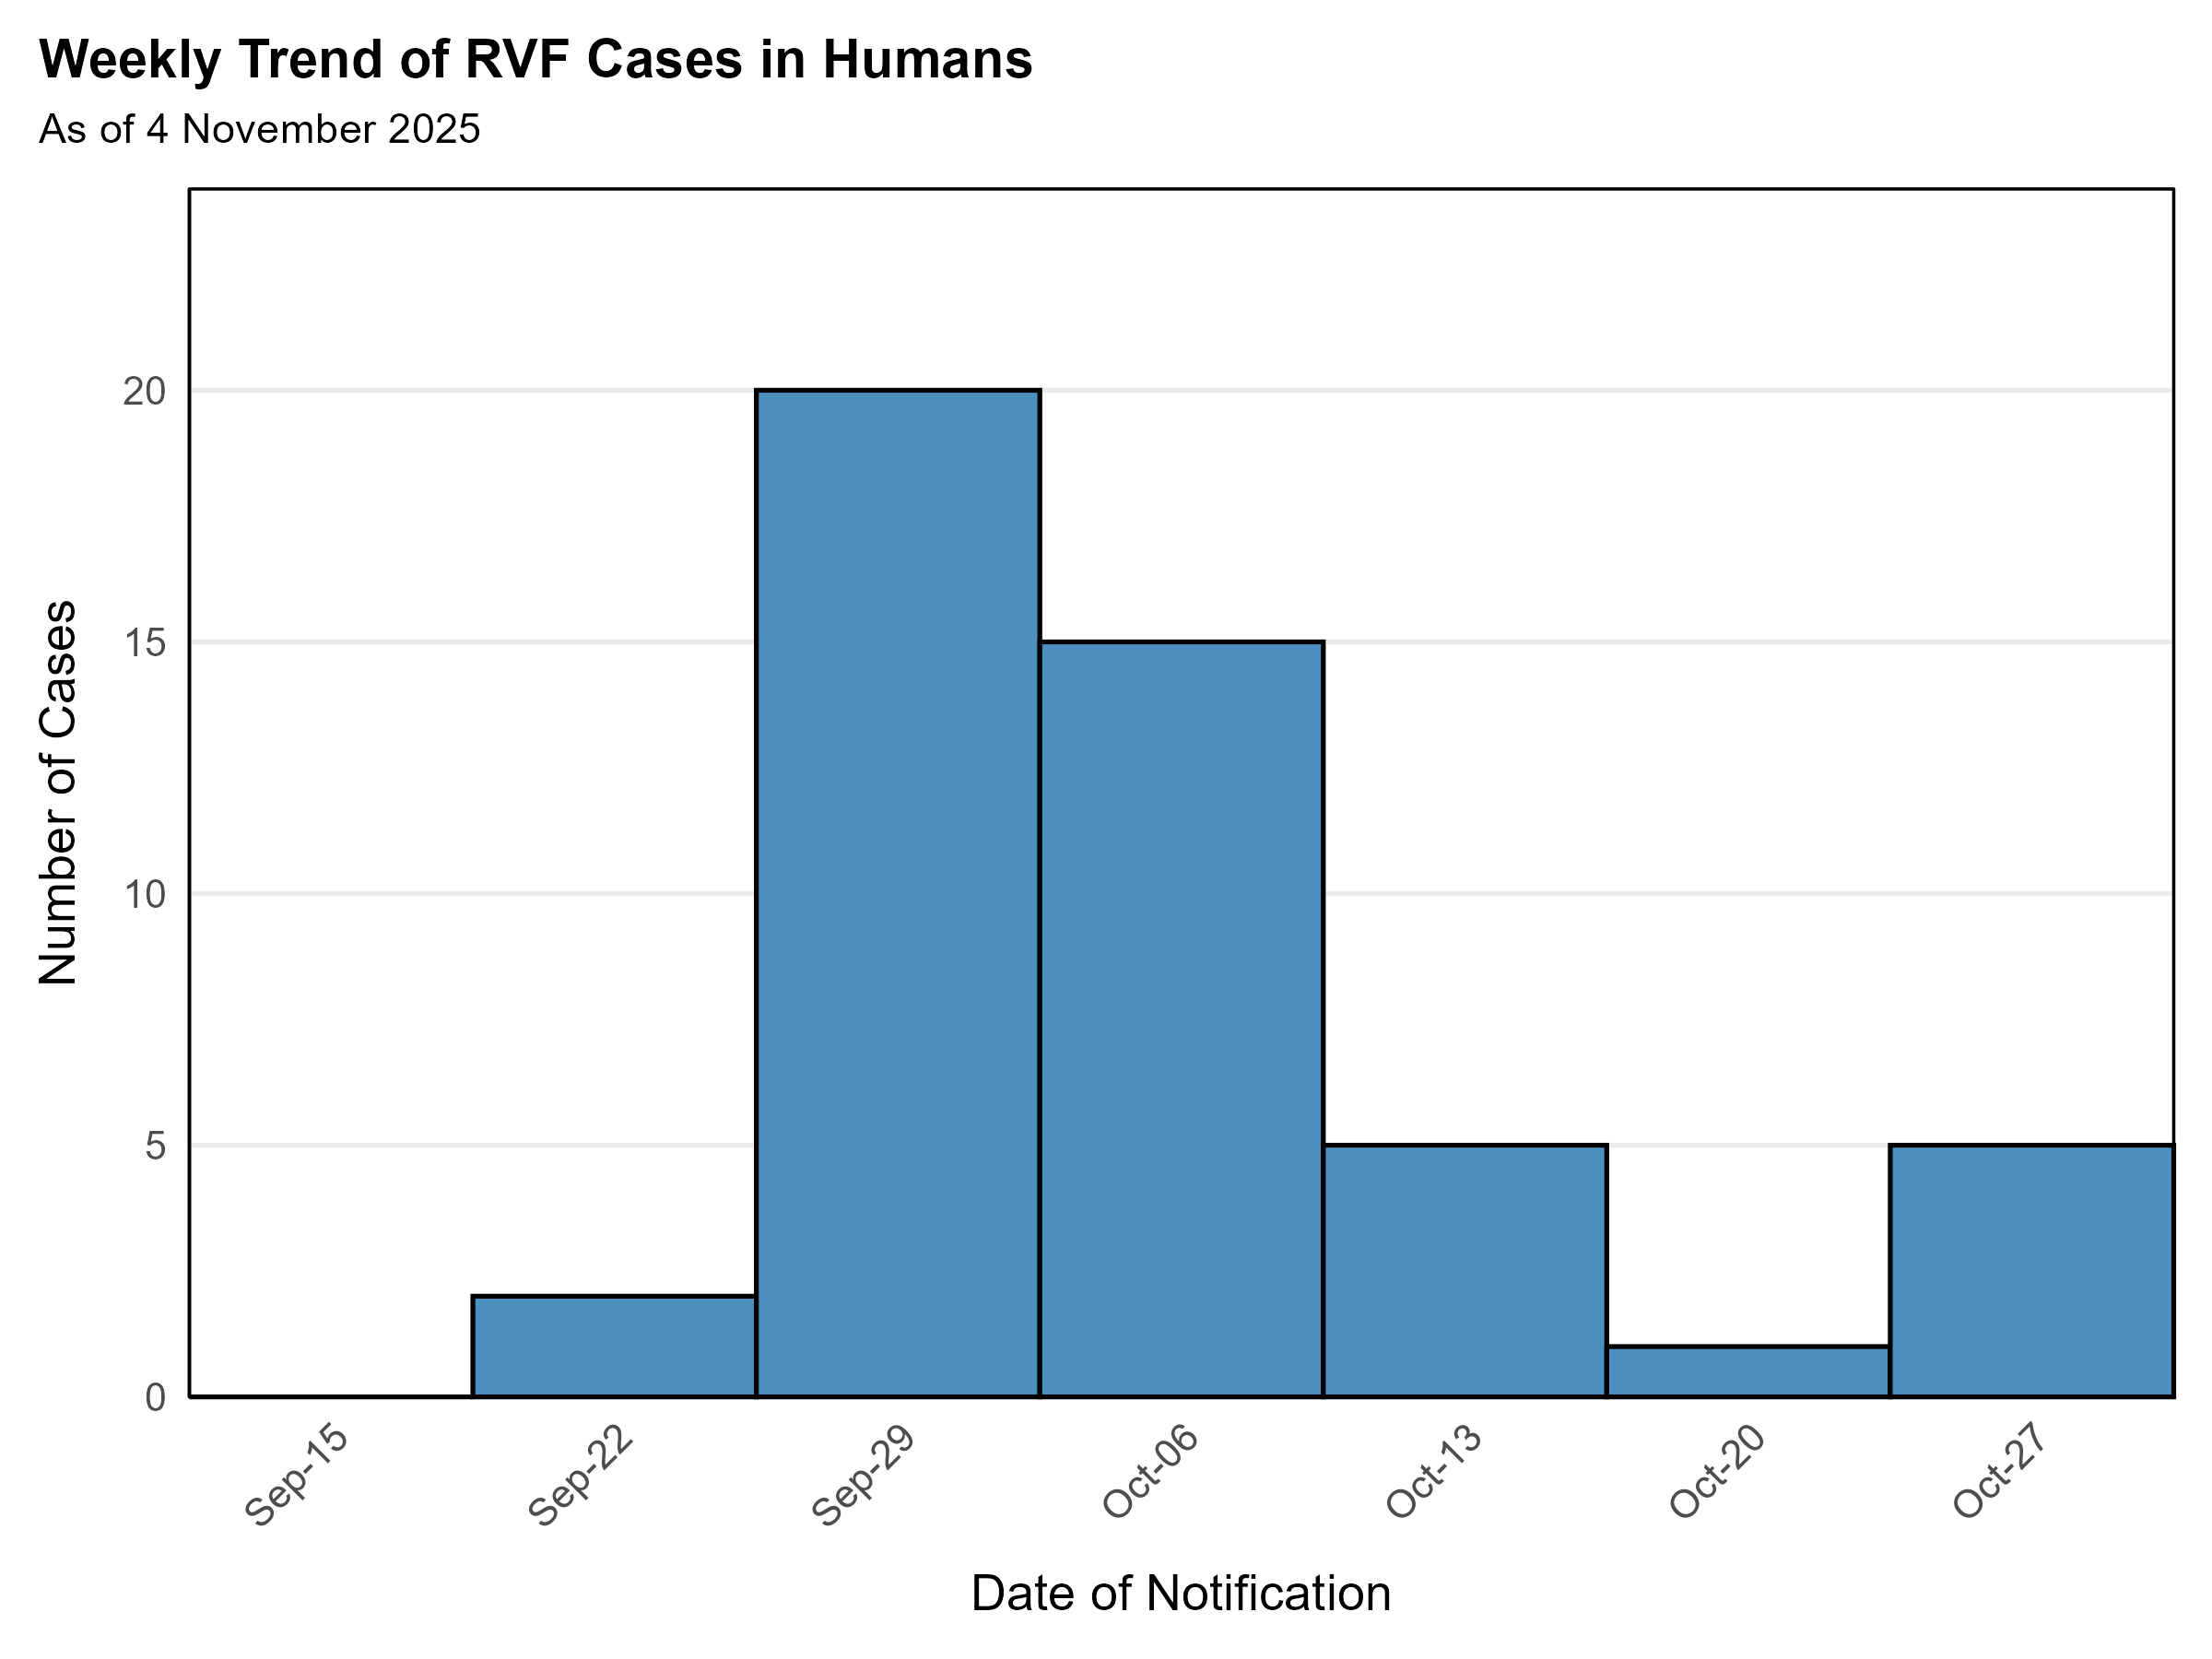 Weekly Trend of RVF Cases in Humans
As of 4 November 2025
20
15
10
5
0
Number of Cases
Sep-15
Sep-22
Sep-29
Oct-06
Oct-13
Oct-20
Oct-27
Date of Notification